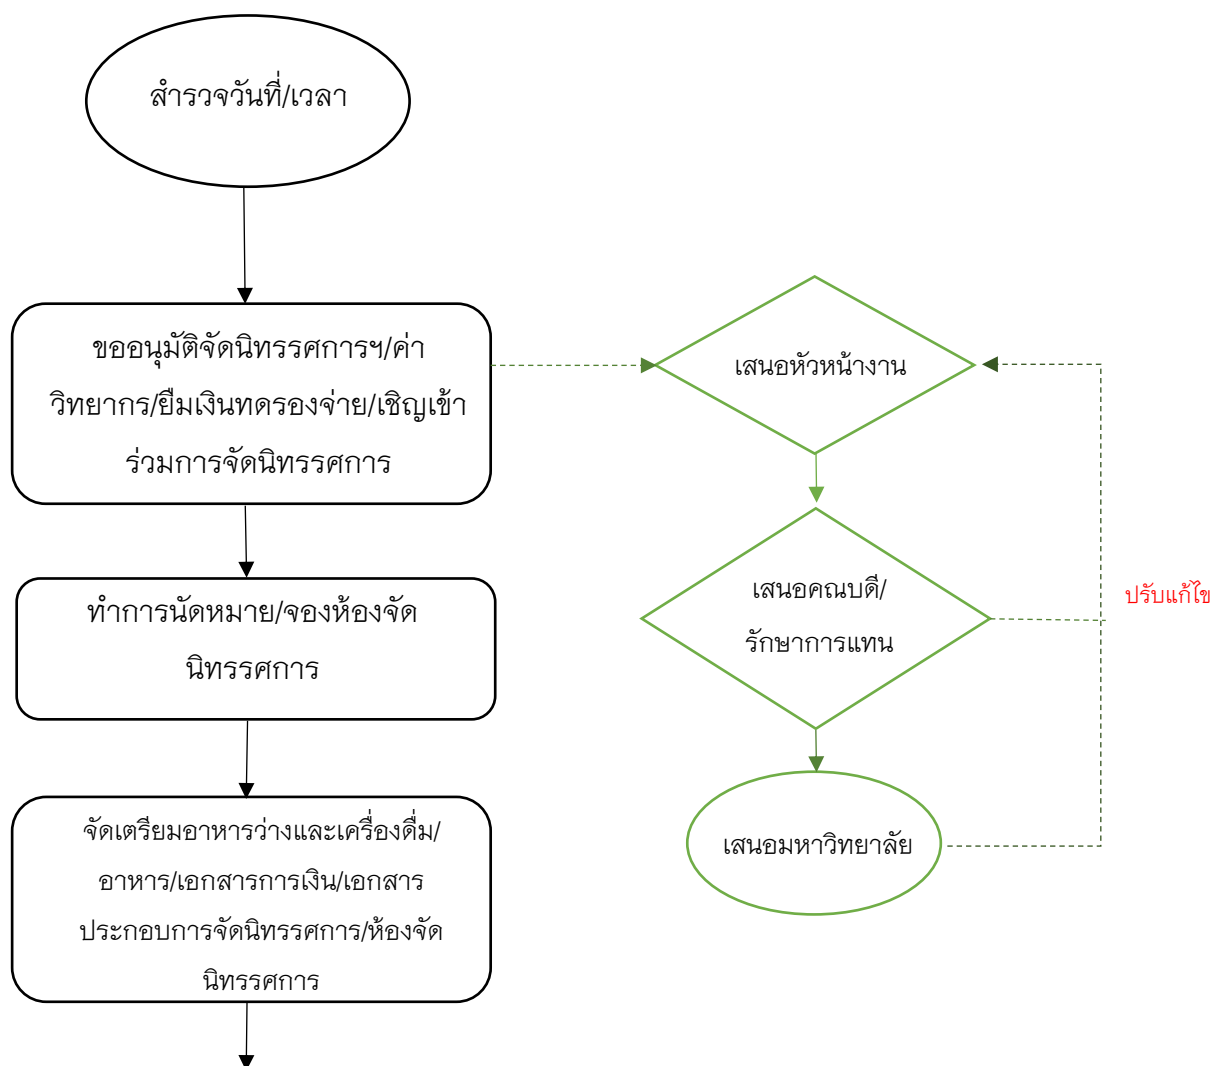 สำรวจวันที่/เวลา
ขออนุมัติจัดนิทรรศการฯ/ค่า
วิทยากร/ยืมเงินทดรองจ่าย/เชิญเข้า
ร่วมการจัดนิทรรศการ
ทำการนัดหมาย/จองห้องจัด
นิทรรศการ
จัดเตรียมอาหารว่างและเครื่องดื่ม/
อาหาร/เอกสารการเงิน/เอกสาร
ประกอบการจัดนิทรรศการ/ห้องจัด
นิทรรศการ
เสนอหัวหน้างาน
เสนอคณบดี/
รักษาการแทน
เสนอมหาวิทยาลัย
ปรับแก้ไข